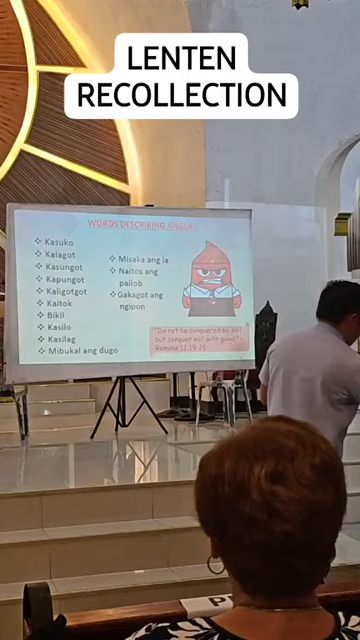 LENTEN
RECOLLECTION
WORDS DESCRIBING ANGER
❖ Kasuko
❖ Kalagot
❖ Kasungot
❖ Kapungot
❖ Kaligotgot
❖ Kaitok
❖ Bikil
❖ Kasilo
❖ Kasilag
❖ Mibukal ang dugo
❖ Misaka ang ia
❖ Naitos ang
pailob
❖ Gakagot ang
ngipon
"Do not be conquered by evil
but conquer evil with good."-
Romans 12:19-21